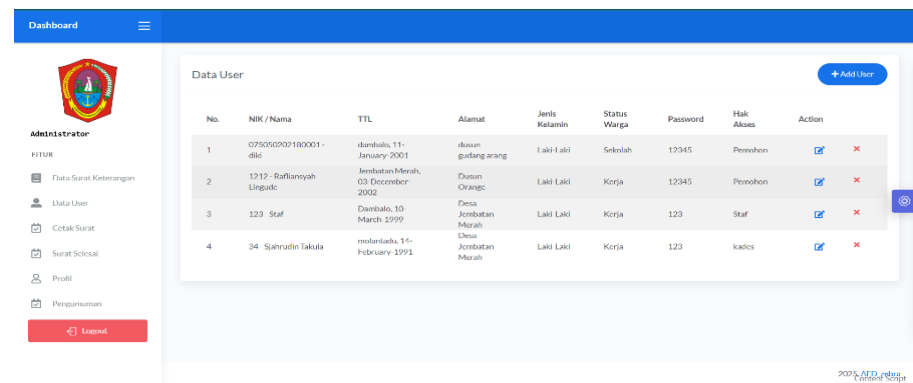 Dashboard
Data User
+ Add User
No. NIK / Nama TTL Alamat Jenis Kelamin Status Warga Password Hak Akses Action
1 075050202180001 - diki dambalo, 11-January-2001 dusun gudang arang Laki-Laki Sekolah 12345 Pemohon
2 1212 - Rafliansyah Lingude Jembatan Merah, 03-December-2002 Dusun Orange Laki-Laki Kerja 12345 Pemohon
3 123 - Staf Dambalo, 10-March-1999 Desa Jembatan Merah Laki-Laki Kerja 123 Staf
4 34 - Sjahrudin Takula molantadu, 14-February-1991 Desa Jembatan Merah Laki-Laki Kerja 123 kades
Administrator
FITUR
Data Surat Keterangan
Data User
Cetak Surat
Surat Selesai
Profil
Pengumuman
Logout
2025, AFD
Content Script